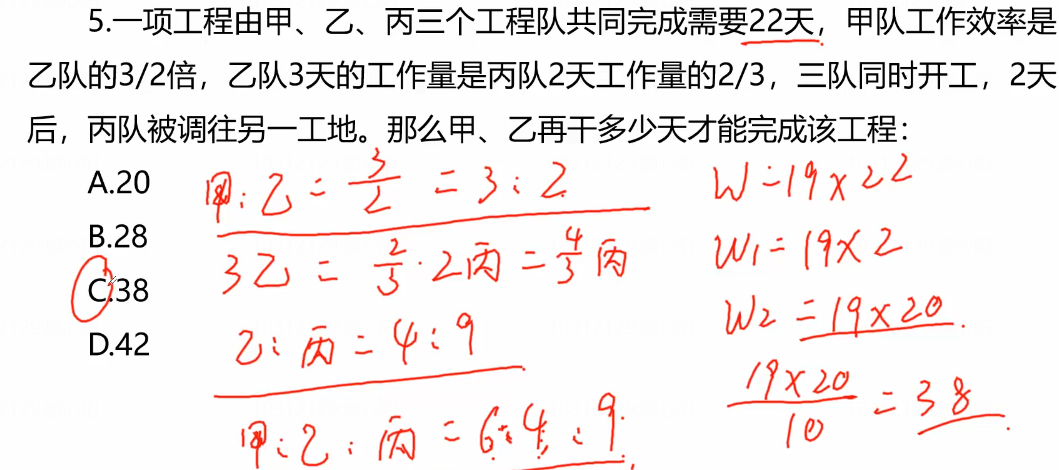 5.一项工程由甲、乙、丙三个工程队共同完成需要22天，甲队工作效率是
乙队的3/2倍，乙队3天的工作量是丙队2天工作量的2/3，三队同时开工，2天
后，丙队被调往另一工地。那么甲、乙再干多少天才能完成该工程：
A.20
B.28
C.38
D.42
甲:乙=3/2=3:2
3乙=2/3·2丙=4/3丙
乙:丙=4:9
甲:乙:丙=6:4:9
W=19×22
W1=19×2
W2=19×20
19×20/10=38